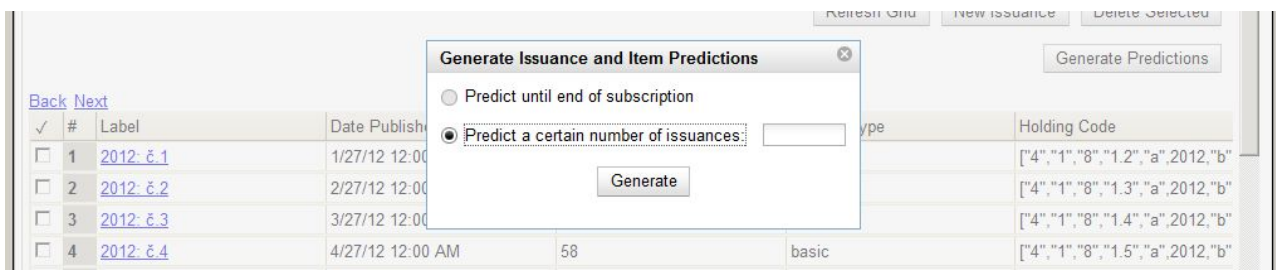 Refresh Grid New Issuance Delete Selected
Generate Issuance and Item Predictions
Generate Predictions
Predict until end of subscription
Back Next
✓ # Label Date Publishe ype Holding Code
Predict a certain number of issuances:
1 2012: č.1 1/27/12 12:00 ["4","1","8","1.2","a",2012,"b"
Generate
2 2012: č.2 2/27/12 12:00 ["4","1","8","1.3","a",2012,"b"
3 2012: č.3 3/27/12 12:00 ["4","1","8","1.4","a",2012,"b"
4 2012: č.4 4/27/12 12:00 AM 58 basic ["4","1","8","1.5","a",2012,"b"